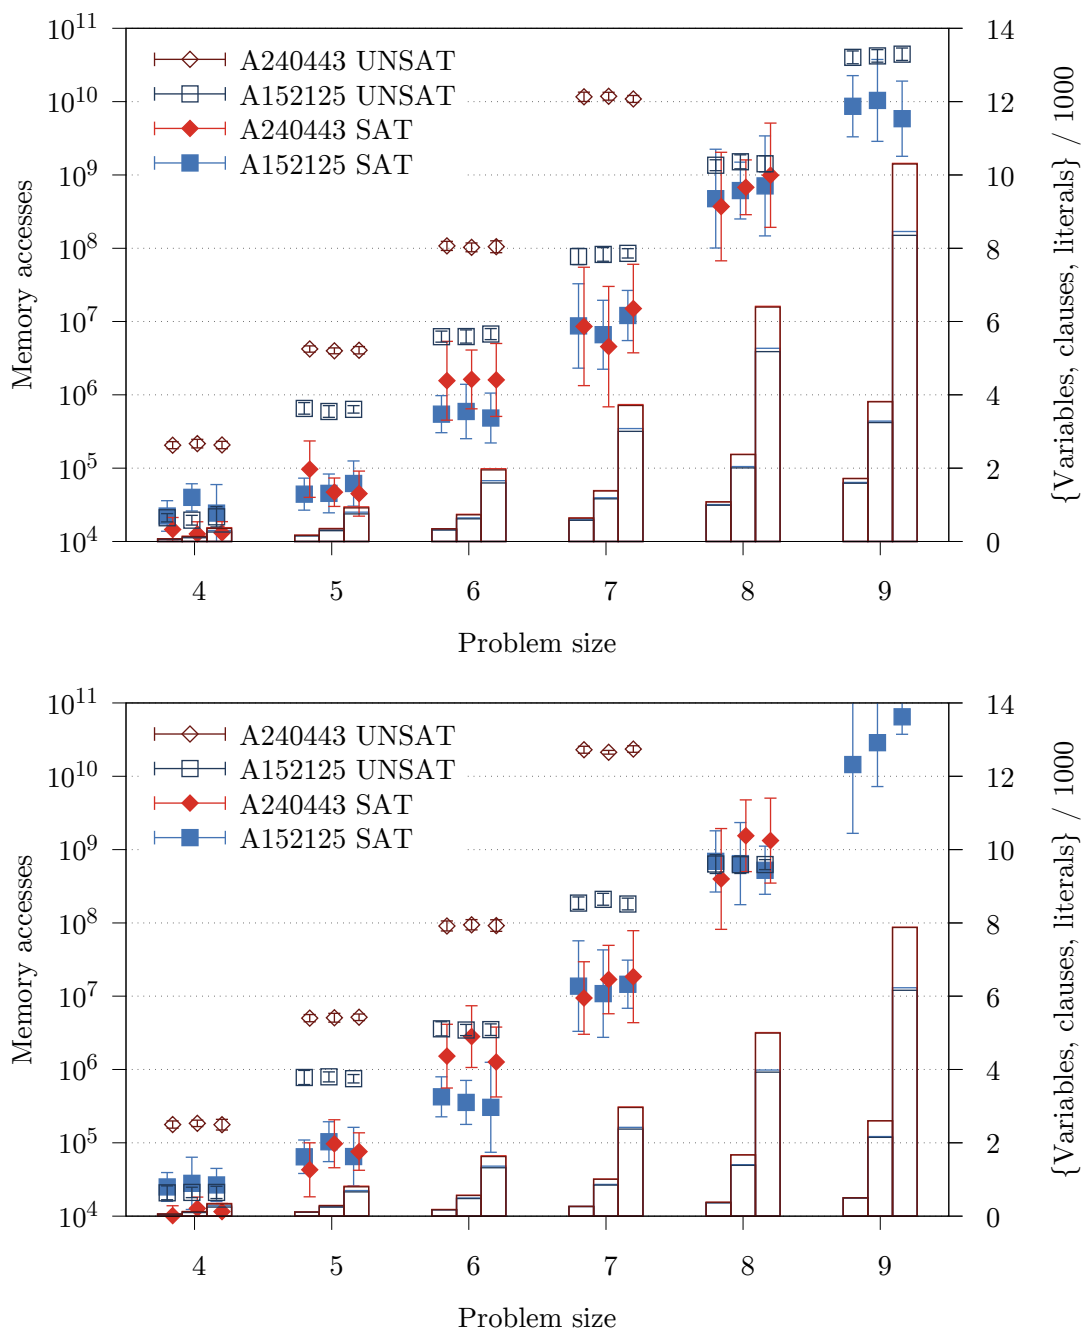 10^11
10^10
10^9
10^8
10^7
10^6
10^5
10^4
Memory accesses
A240443 UNSAT
A152125 UNSAT
A240443 SAT
A152125 SAT
14
12
10
8
6
4
2
0
{Variables, clauses, literals} / 1000
4 5 6 7 8 9
Problem size
10^11
10^10
10^9
10^8
10^7
10^6
10^5
10^4
Memory accesses
A240443 UNSAT
A152125 UNSAT
A240443 SAT
A152125 SAT
14
12
10
8
6
4
2
0
{Variables, clauses, literals} / 1000
4 5 6 7 8 9
Problem size